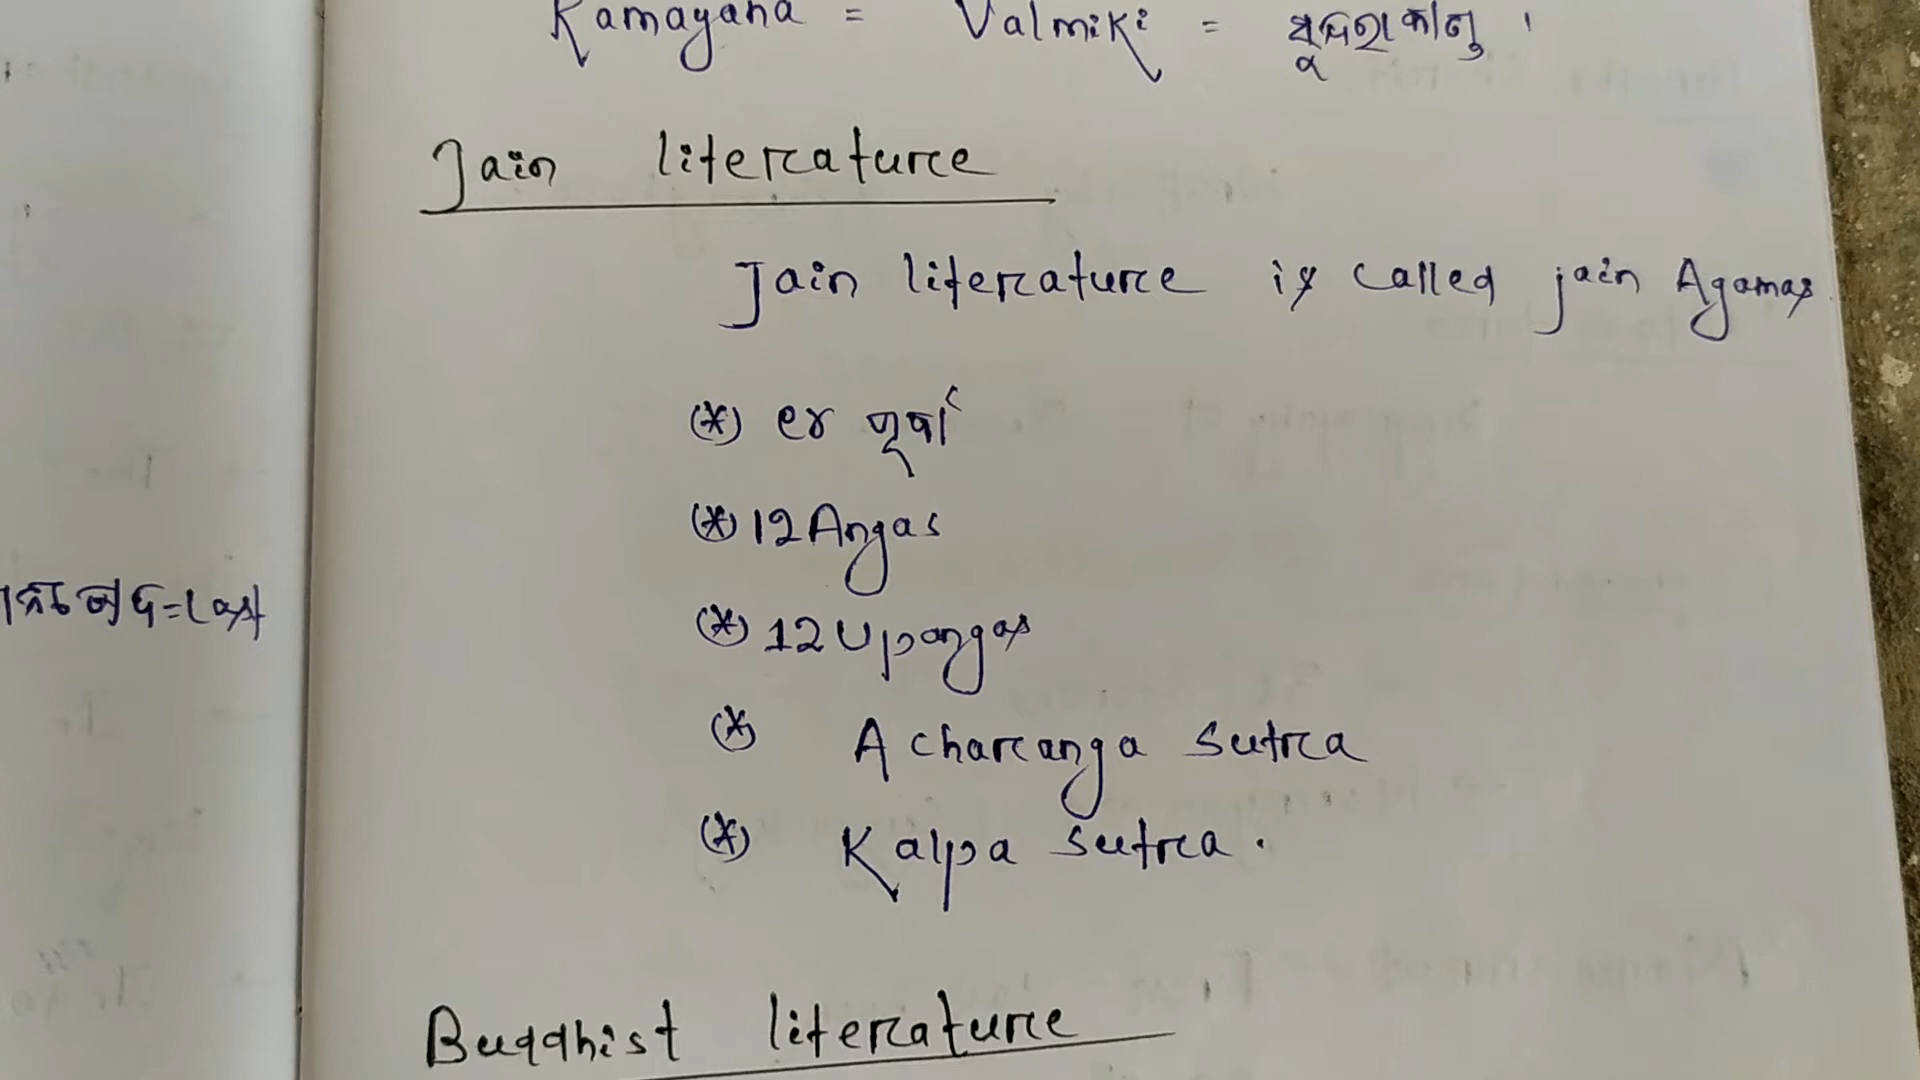 Ramayana = Valmiki =
Jain literature
Jain literature is called jain Agamas
(*) ୧୪ ପୂର୍ବା
(*) 12 Angas
(*) 12 Upangas
(*) Acharanga sutra
(*) Kalpa sutra.
Buddhist literature